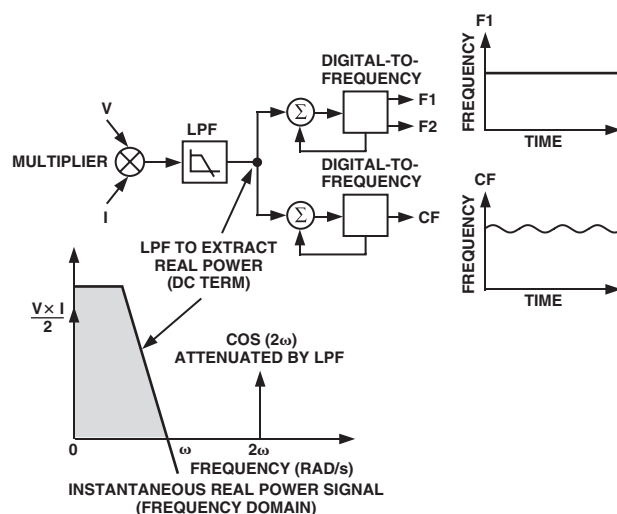 F1
DIGITAL-TO-
FREQUENCY
FREQUENCY
V
LPF
Σ
F1
F2
MULTIPLIER
TIME
I
DIGITAL-TO-
FREQUENCY
CF
Σ
CF
FREQUENCY
LPF TO EXTRACT
REAL POWER
(DC TERM)
TIME
V × I
2
COS (2ω)
ATTENUATED BY LPF
0
ω
2ω
FREQUENCY (RAD/s)
INSTANTANEOUS REAL POWER SIGNAL
(FREQUENCY DOMAIN)